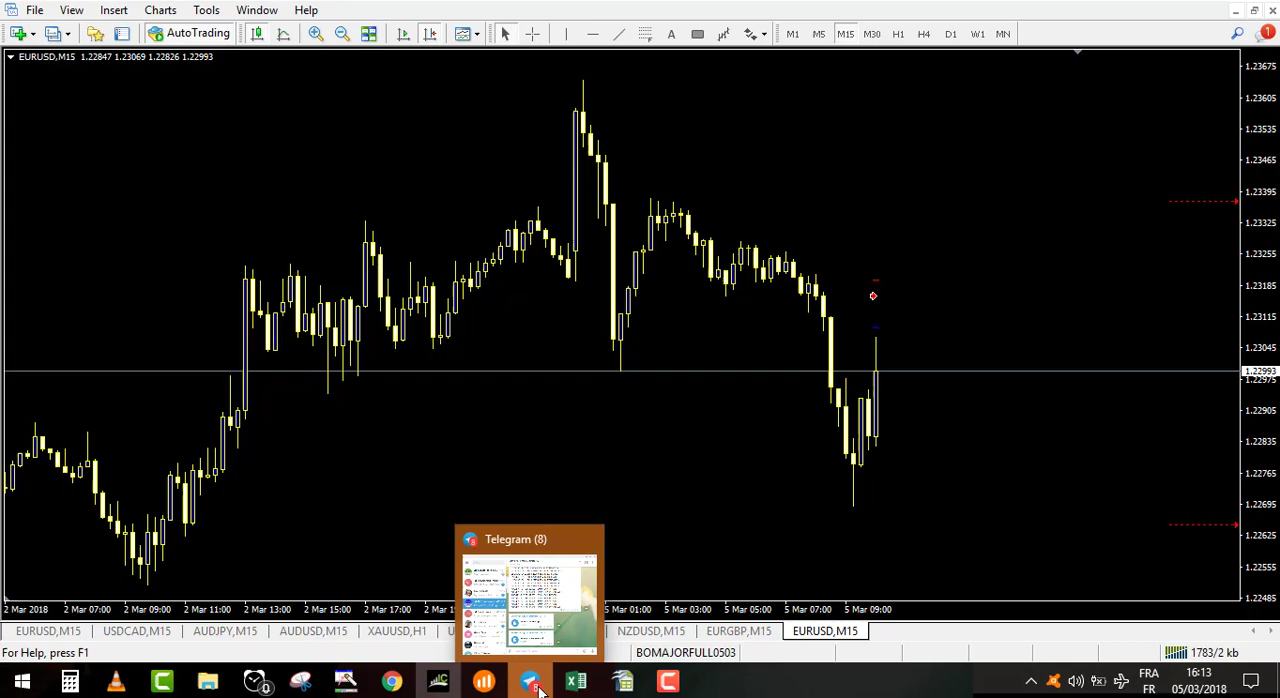 File View Insert Charts Tools Window Help
AutoTrading A M1 M5 M15 M30 H1 H4 D1 W1 MN 1
EURUSD,M15 1.22847 1.23069 1.22826 1.22993
1.23675
1.23605
1.23535
1.23465
1.23395
1.23325
1.23255
1.23185
1.23115
1.23045
1.22993
1.22975
1.22905
1.22835
1.22765
1.22695
1.22625
1.22555
1.22485
Telegram (8)
2 Mar 2018 2 Mar 07:00 2 Mar 09:00 2 Mar 11:00 2 Mar 13:00 2 Mar 15:00 2 Mar 17:00 2 Mar 5 Mar 01:00 5 Mar 03:00 5 Mar 05:00 5 Mar 07:00 5 Mar 09:00
EURUSD,M15 USDCAD,M15 AUDJPY,M15 AUDUSD,M15 XAUUSD,H1 NZDUSD,M15 EURGBP,M15 EURUSD,M15
For Help, press F1 BOMAJORFULL0503 1783/2 kb
FRA 16:13
FR 05/03/2018